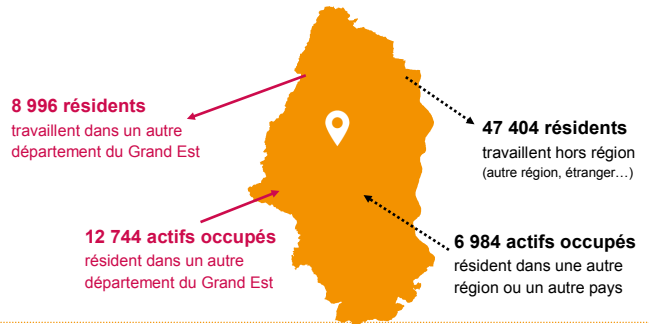 8 996 résidents
travaillent dans un autre
département du Grand Est
47 404 résidents
travaillent hors région
(autre région, étranger…)
12 744 actifs occupés
résident dans un autre
département du Grand Est
6 984 actifs occupés
résident dans une autre
région ou un autre pays